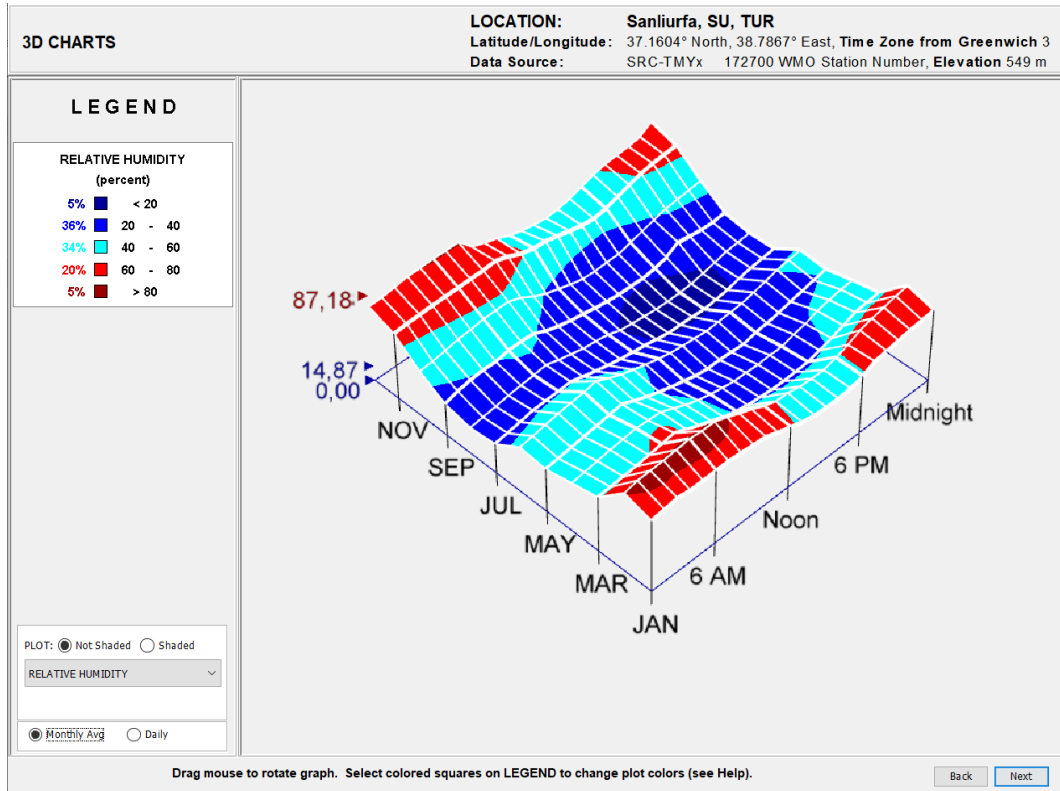 3D CHARTS
LOCATION: Sanliurfa, SU, TUR
Latitude/Longitude: 37.1604° North, 38.7867° East, Time Zone from Greenwich 3
Data Source: SRC-TMYx 172700 WMO Station Number, Elevation 549 m
LEGEND
RELATIVE HUMIDITY
(percent)
5% < 20
36% 20 - 40
34% 40 - 60
20% 60 - 80
5% > 80
87,18
14,87
0,00
NOV
SEP
JUL
MAY
MAR
JAN
6 AM
Noon
6 PM
Midnight
PLOT: Not Shaded Shaded
RELATIVE HUMIDITY
Monthly Avg Daily
Drag mouse to rotate graph. Select colored squares on LEGEND to change plot colors (see Help).
Back Next